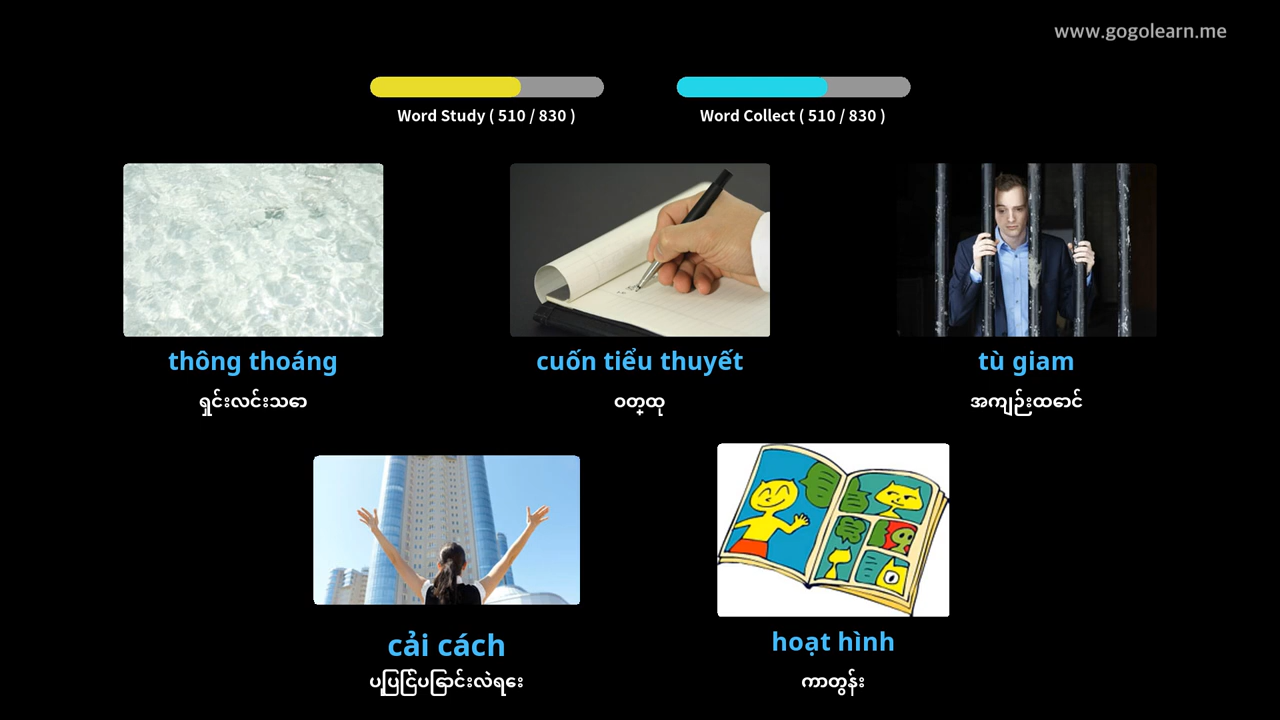 www.gogolearn.me
Word Study ( 510 / 830 )
Word Collect ( 510 / 830 )
thông thoáng
ရှင်းလင်းသော
cuốn tiểu thuyết
ဝတ္ထု
tù giam
အကျဉ်းထောင်
cải cách
ပြုပြင်ပြောင်းလဲရေး
hoạt hình
ကာတွန်း